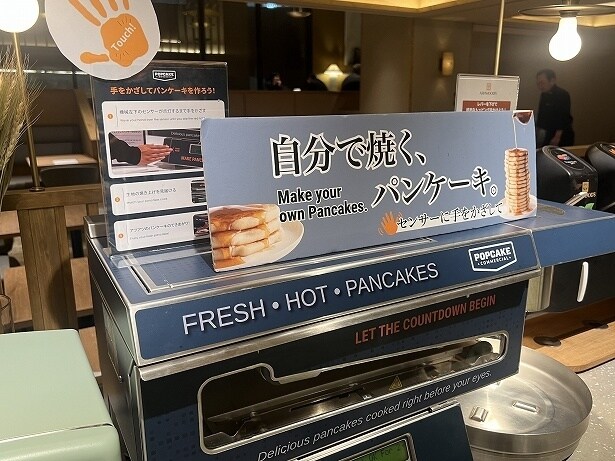 Touch!
POPCAKE
手をかざしてパンケーキを作ろう!
MAKE PANC
自分で焼く、
パンケーキ。
Make your
own Pancakes.
センサーに手をかざして
POPCAKE
COMMERCIAL
FRESH • HOT • PANCAKES
LET THE COUNTDOWN BEGIN
Delicious pancakes cooked right before your eyes.